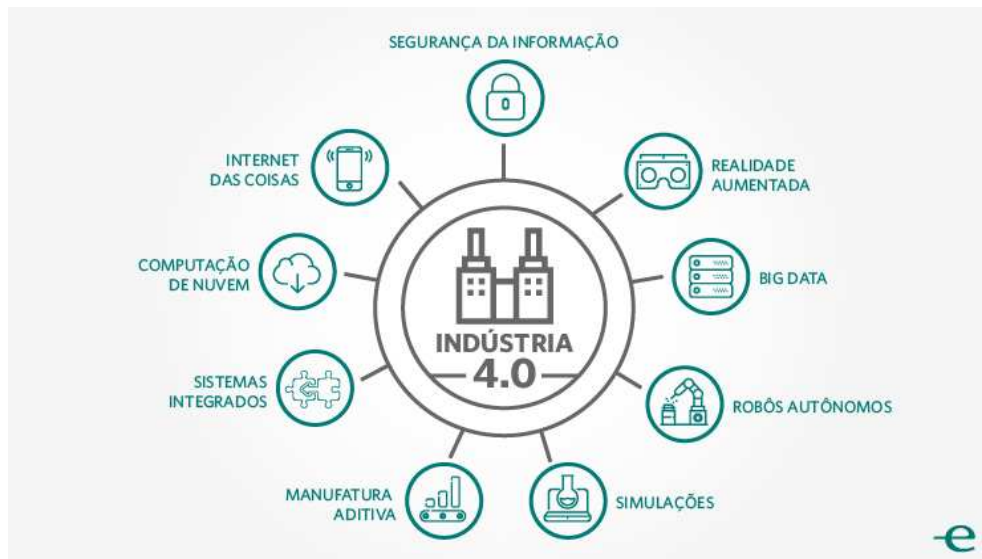 SEGURANÇA DA INFORMAÇÃO
INTERNET
DAS COISAS
REALIDADE
AUMENTADA
COMPUTAÇÃO
DE NUVEM
BIG DATA
INDÚSTRIA
4.0
SISTEMAS
INTEGRADOS
ROBÔS AUTÔNOMOS
MANUFATURA
ADITIVA
SIMULAÇÕES
e